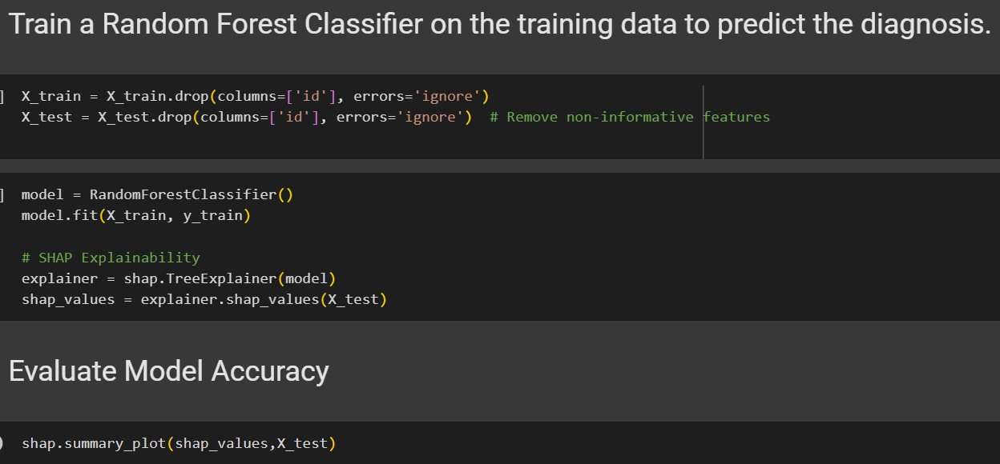 Train a Random Forest Classifier on the training data to predict the diagnosis.
] X_train = X_train.drop(columns=['id'], errors='ignore')
X_test = X_test.drop(columns=['id'], errors='ignore')  # Remove non-informative features
] model = RandomForestClassifier()
model.fit(X_train, y_train)
# SHAP Explainability
explainer = shap.TreeExplainer(model)
shap_values = explainer.shap_values(X_test)
Evaluate Model Accuracy
shap.summary_plot(shap_values,X_test)